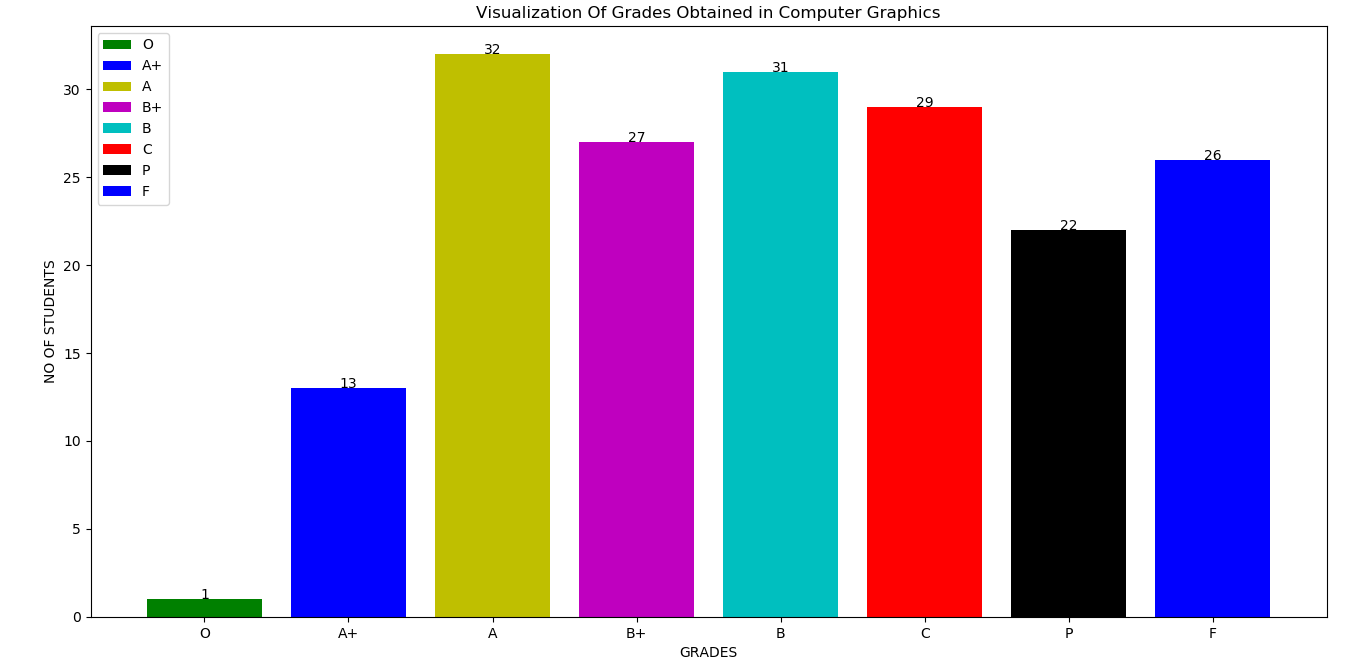 Visualization Of Grades Obtained in Computer Graphics
O
A+
A
B+
B
C
P
F
NO OF STUDENTS
30
25
20
15
10
5
0
1
13
32
27
31
29
22
26
O A+ A B+ B C P F
GRADES